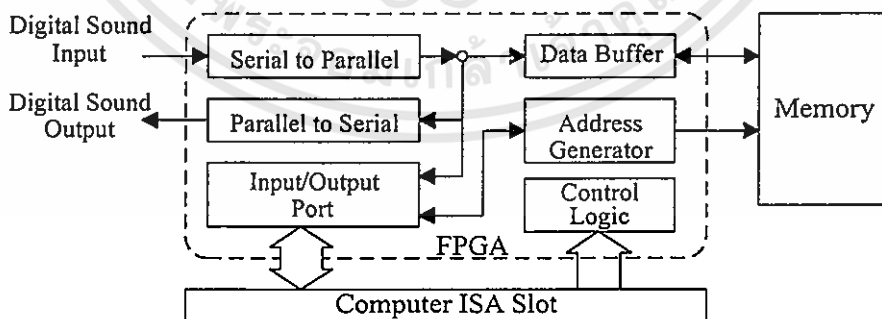 Digital Sound
Input
Serial to Parallel
Data Buffer
Digital Sound
Output
Parallel to Serial
Address
Generator
Memory
Input/Output
Port
Control
Logic
FPGA
Computer ISA Slot